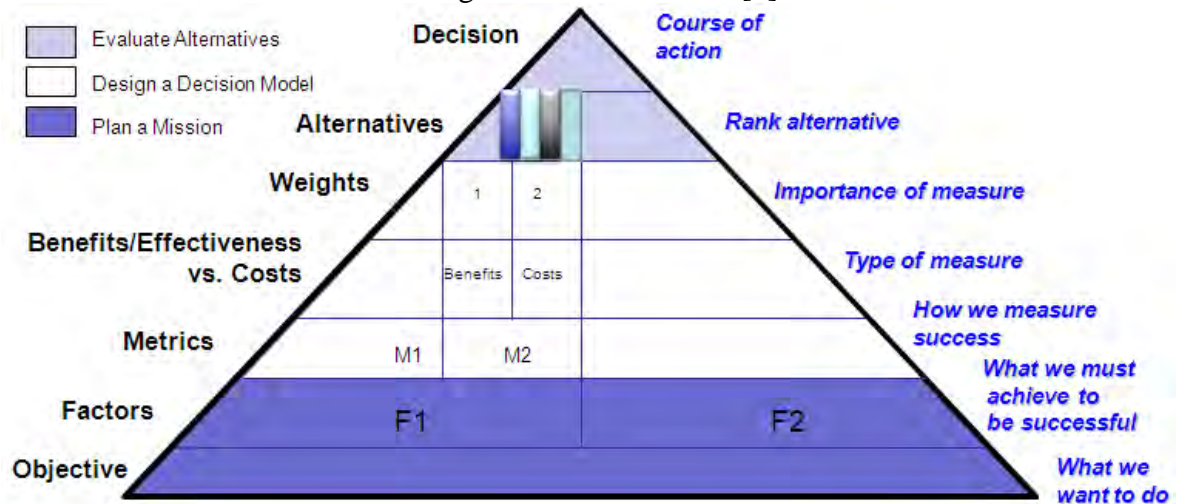 Evaluate Alternatives
Design a Decision Model
Plan a Mission
Decision
Course of
action
Alternatives
Rank alternative
Weights
1
2
Importance of measure
Benefits/Effectiveness
vs. Costs
Benefits
Costs
Type of measure
Metrics
M1
M2
How we measure
success
Factors
F1
F2
What we must
achieve to
be successful
Objective
What we
want to do